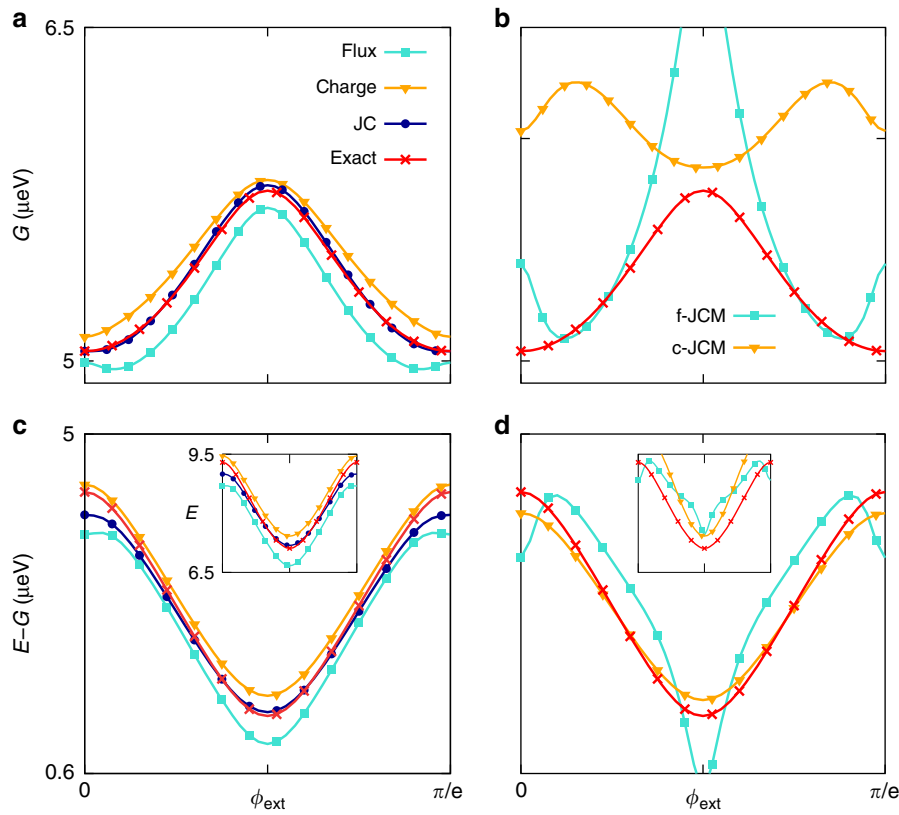 a
b
6.5
Flux
Charge
JC
Exact
G (μeV)
5
f-JCM
c-JCM
c
d
5
9.5
E
6.5
E–G (μeV)
0.6
0
ϕext
π/e
ϕext
π/e